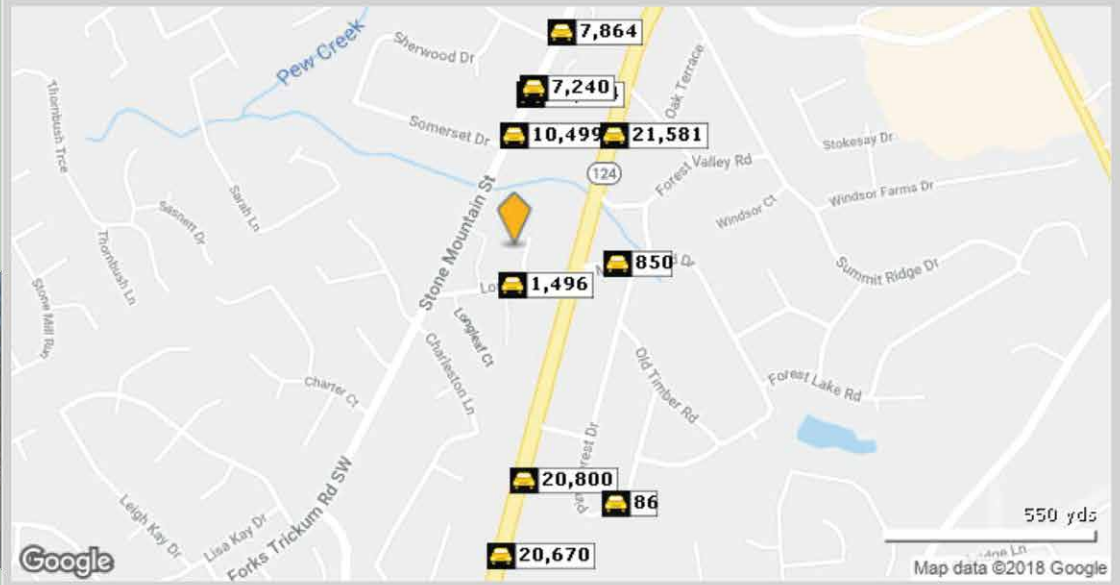 7,864
Pew Creek
Sherwood Dr
Oak Terrace
7,240
Thornbush Trce
Somerset Dr
10,499
21,581
Stokesay Dr
124
Forest Valley Rd
Windsor Farms Dr
Sarah Ln
Sasnett Dr
Windsor Ct
Stone Mountain St
Thornbush Ln
850
Dr
Summit Ridge Dr
1,496
Stone Mill Run
Longleaf Ct
Charleston Ln
Old Timber Rd
Charter Ct
Forest Lake Rd
20,800
86
Forks Trickum Rd SW
Leigh Kay Dr
Lisa Kay Dr
550 yds
20,670
Google
Map data ©2018 Google